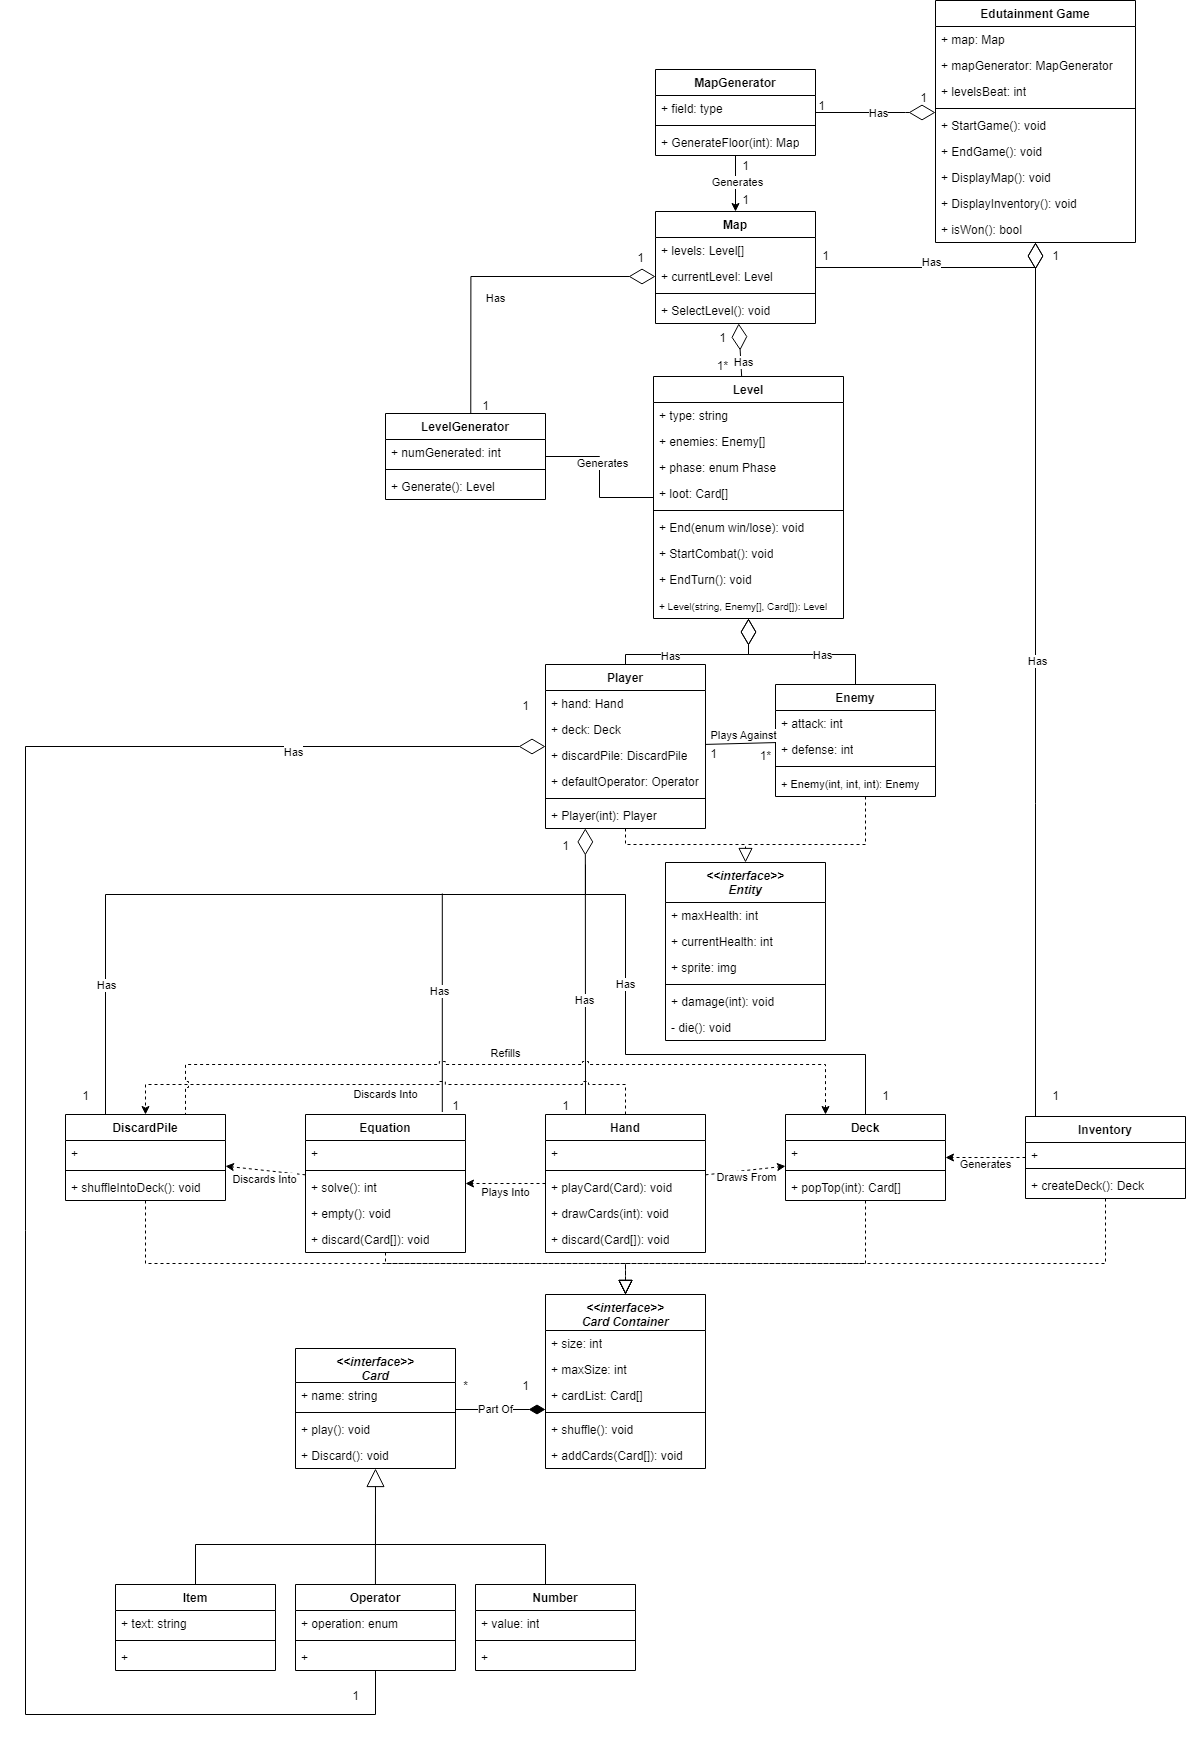 Edutainment Game
+ map: Map
+ mapGenerator: MapGenerator
+ levelsBeat: int
+ StartGame(): void
+ EndGame(): void
+ DisplayMap(): void
+ DisplayInventory(): void
+ isWon(): bool
MapGenerator
+ field: type
+ GenerateFloor(int): Map
1
Has
1
1
Generates
1
Map
+ levels: Level[]
+ currentLevel: Level
+ SelectLevel(): void
1
Has
1
1
Has
1
1
1*
Has
LevelGenerator
+ numGenerated: int
+ Generate(): Level
Generates
Level
+ type: string
+ enemies: Enemy[]
+ phase: enum Phase
+ loot: Card[]
+ End(enum win/lose): void
+ StartCombat(): void
+ EndTurn(): void
+ Level(string, Enemy[], Card[]): Level
Has
Has
Has
Player
+ hand: Hand
+ deck: Deck
+ discardPile: DiscardPile
+ defaultOperator: Operator
+ Player(int): Player
1
Has
Plays Against
1
1*
Enemy
+ attack: int
+ defense: int
+ Enemy(int, int, int): Enemy
1
<<interface>>
Entity
+ maxHealth: int
+ currentHealth: int
+ sprite: img
+ damage(int): void
- die(): void
Has
Has
Has
Has
Refills
Discards Into
1
1
1
1
1
DiscardPile
+
+ shuffleIntoDeck(): void
Discards Into
Equation
+
+ solve(): int
+ empty(): void
+ discard(Card[]): void
Plays Into
Hand
+
+ playCard(Card): void
+ drawCards(int): void
+ discard(Card[]): void
Draws From
Deck
+
+ popTop(int): Card[]
Generates
Inventory
+
+ createDeck(): Deck
<<interface>>
Card Container
+ size: int
+ maxSize: int
+ cardList: Card[]
+ shuffle(): void
+ addCards(Card[]): void
<<interface>>
Card
+ name: string
+ play(): void
+ Discard(): void
*
1
Part Of
Item
+ text: string
+
Operator
+ operation: enum
+
Number
+ value: int
+
1